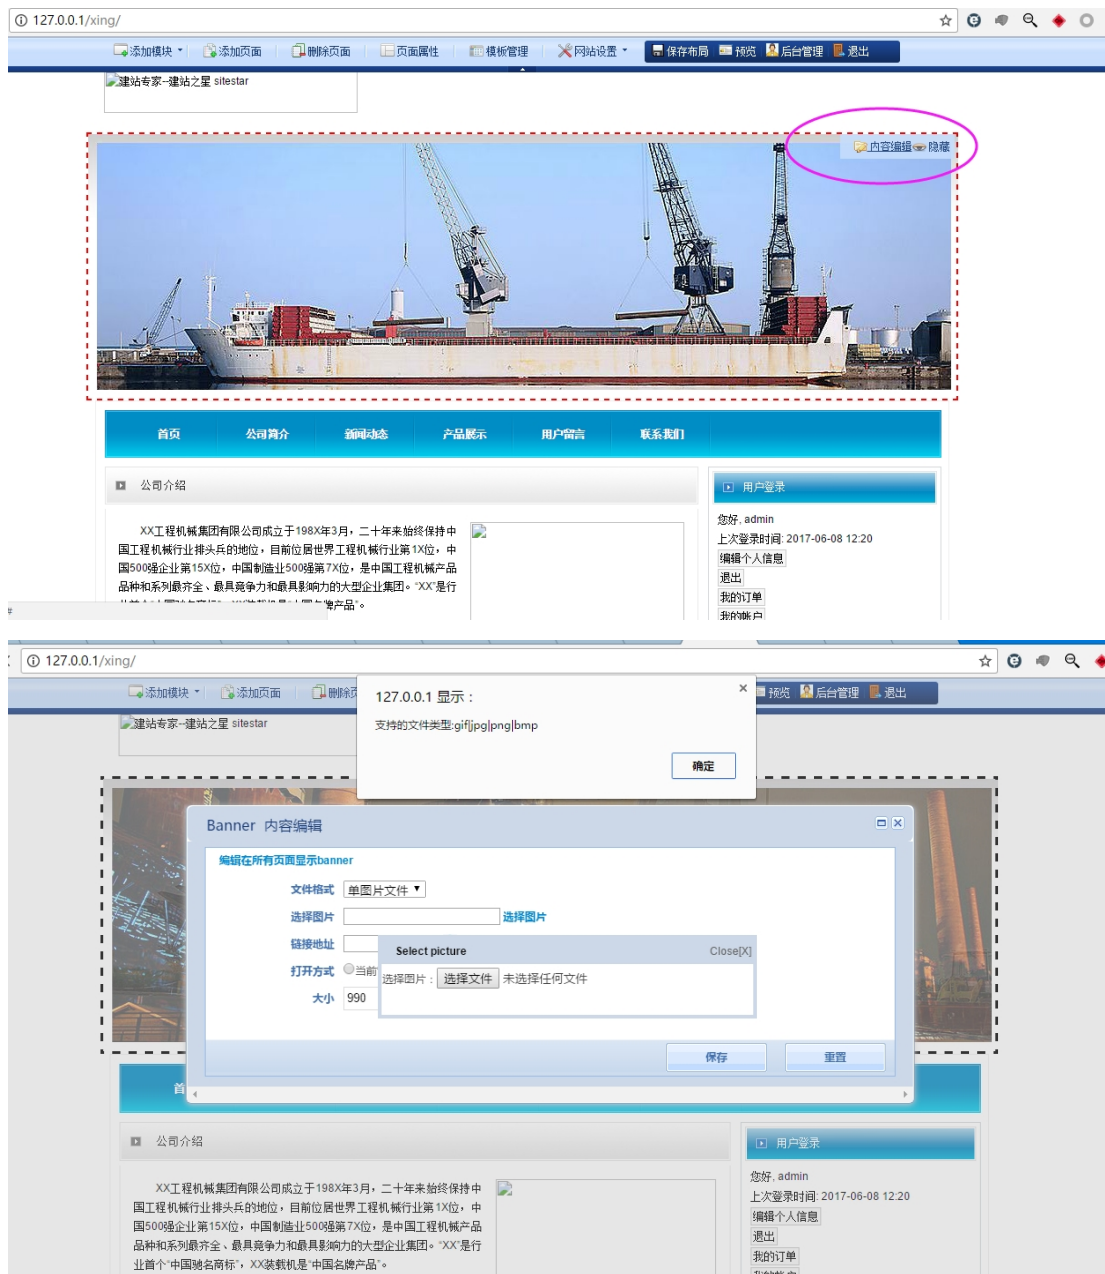 127.0.0.1/xing/
添加模块 添加页面 删除页面 页面属性 模板管理 网站设置 保存布局 预览 后台管理 退出
建站专家--建站之星 sitestar
内容编辑 隐藏
首页 公司简介 新闻动态 产品展示 用户留言 联系我们
公司介绍
用户登录
XX工程机械集团有限公司成立于198X年3月，二十年来始终保持中
国工程机械行业排头兵的地位，目前位居世界工程机械行业第1X位，中
国500强企业第15X位，中国制造业500强第7X位，是中国工程机械产品
品种和系列最齐全、最具竞争力和最具影响力的大型企业集团。"XX"是行
您好, admin
上次登录时间: 2017-06-08 12:20
编辑个人信息
退出
我的订单
我的帐户
127.0.0.1/xing/
添加模块 添加页面 删除 预览 后台管理 退出
127.0.0.1 显示：
支持的文件类型:gif|jpg|png|bmp
确定
建站专家--建站之星 sitestar
Banner 内容编辑
编辑在所有页面显示banner
文件格式 单图片文件
选择图片 选择图片
链接地址
打开方式 当前
大小 990
Select picture Close[X]
选择图片： 选择文件 未选择任何文件
保存 重置
首
公司介绍
用户登录
XX工程机械集团有限公司成立于198X年3月，二十年来始终保持中
国工程机械行业排头兵的地位，目前位居世界工程机械行业第1X位，中
国500强企业第15X位，中国制造业500强第7X位，是中国工程机械产品
品种和系列最齐全、最具竞争力和最具影响力的大型企业集团。"XX"是行
业首个"中国驰名商标"，XX装载机是"中国名牌产品"。
您好, admin
上次登录时间: 2017-06-08 12:20
编辑个人信息
退出
我的订单